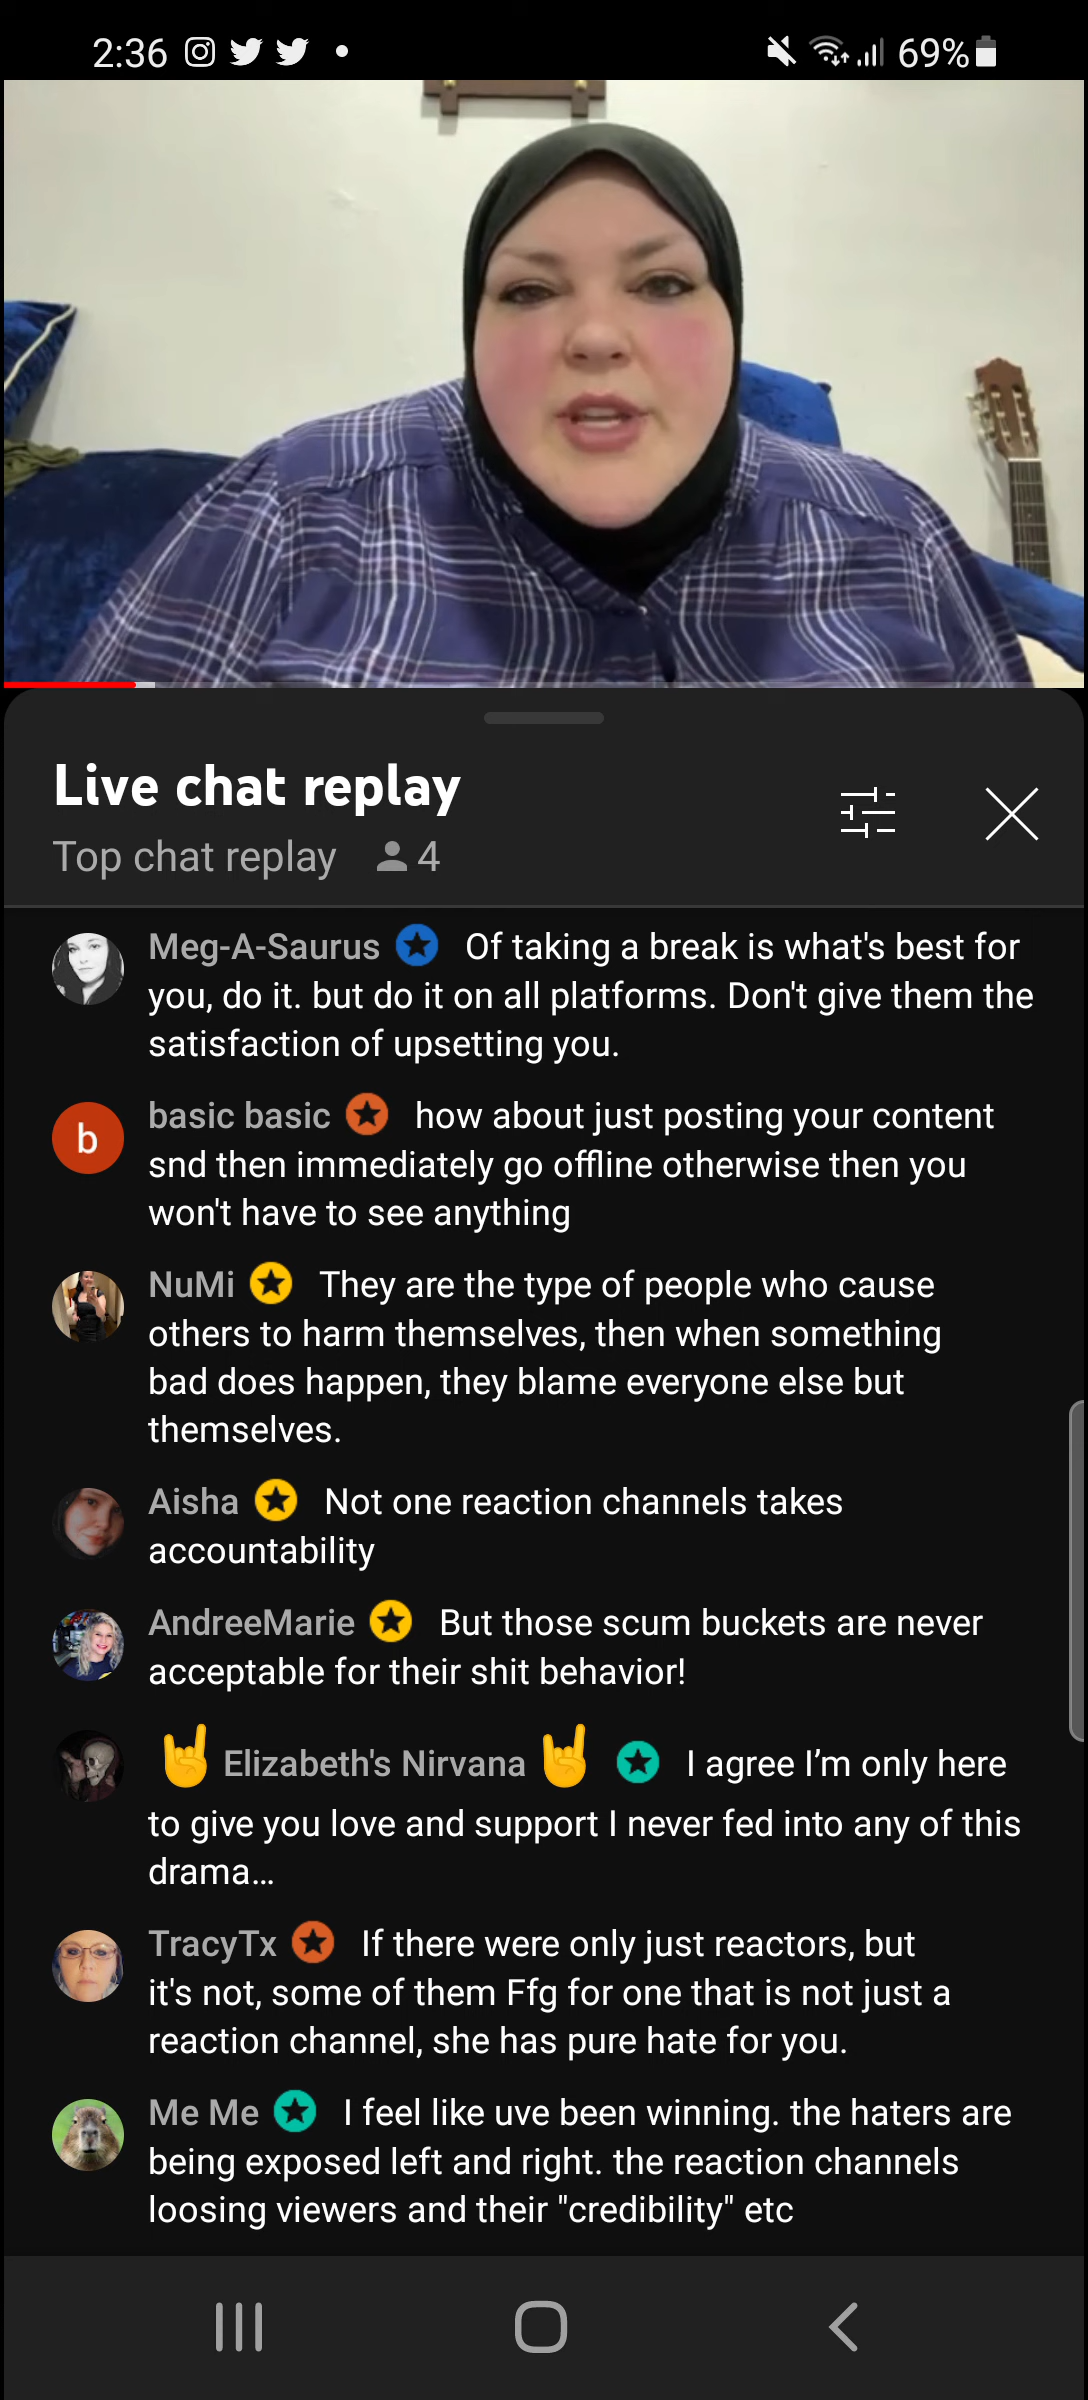 2:36
69%
Live chat replay
Top chat replay 4
Meg-A-Saurus Of taking a break is what's best for
you, do it. but do it on all platforms. Don't give them the
satisfaction of upsetting you.
b
basic basic how about just posting your content
snd then immediately go offline otherwise then you
won't have to see anything
NuMi They are the type of people who cause
others to harm themselves, then when something
bad does happen, they blame everyone else but
themselves.
Aisha Not one reaction channels takes
accountability
AndreeMarie But those scum buckets are never
acceptable for their shit behavior!
🤘Elizabeth's Nirvana🤘 I agree I’m only here
to give you love and support I never fed into any of this
drama…
TracyTx If there were only just reactors, but
it's not, some of them Ffg for one that is not just a
reaction channel, she has pure hate for you.
Me Me I feel like uve been winning. the haters are
being exposed left and right. the reaction channels
loosing viewers and their "credibility" etc